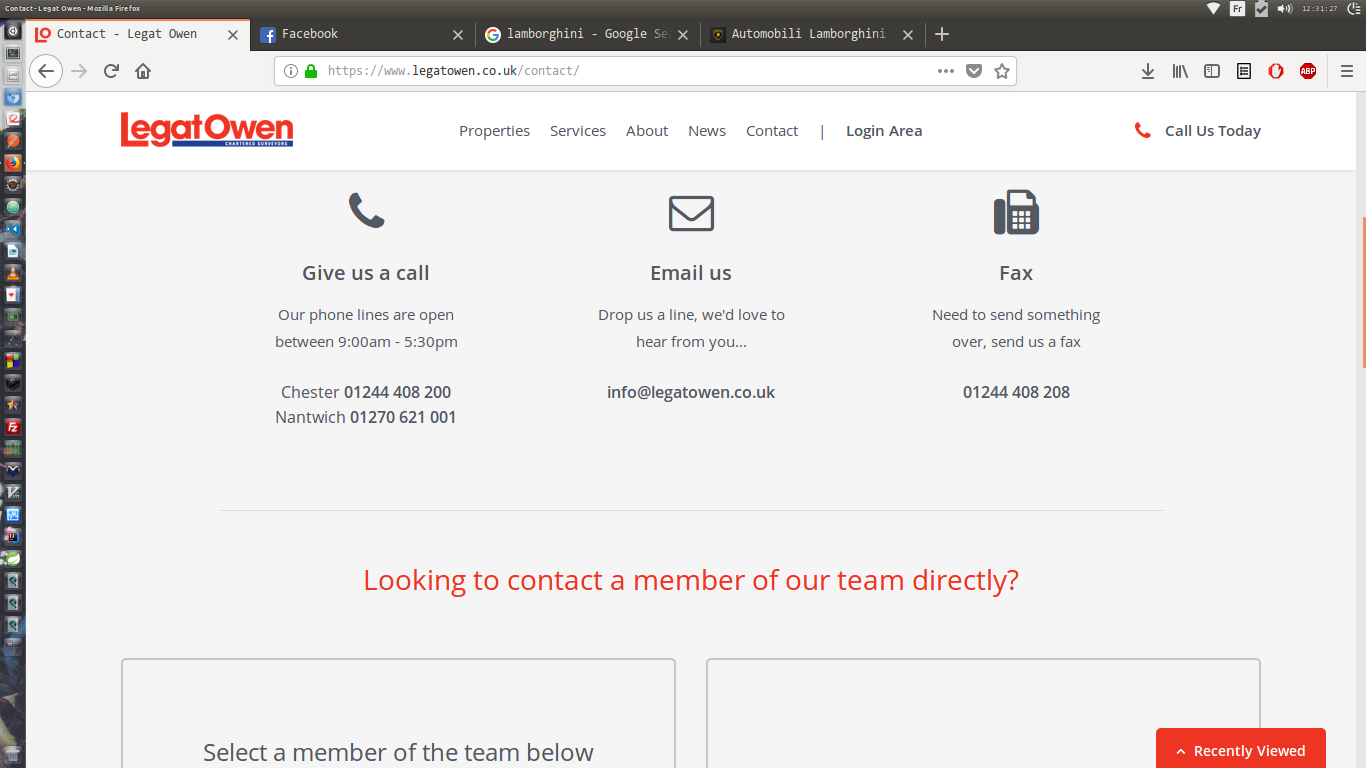 Contact - Legat Owen - Mozilla Firefox
Fr
12:31:27
Contact - Legat Owen
Facebook
lamborghini - Google Se
Automobili Lamborghini
https://www.legatowen.co.uk/contact/
ABP
LegatOwen
CHARTERED SURVEYORS
Properties
Services
About
News
Contact
|
Login Area
Call Us Today
Give us a call
Our phone lines are open
between 9:00am - 5:30pm
Chester 01244 408 200
Nantwich 01270 621 001
Email us
Drop us a line, we'd love to
hear from you...
info@legatowen.co.uk
Fax
Need to send something
over, send us a fax
01244 408 208
Looking to contact a member of our team directly?
Select a member of the team below
Recently Viewed